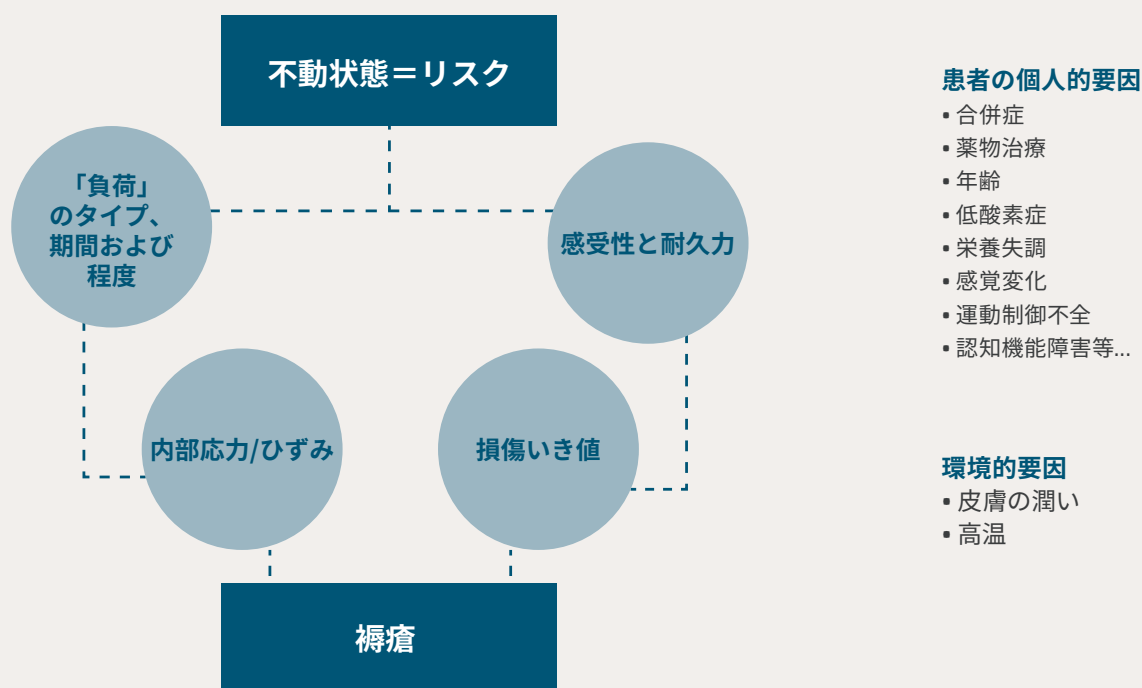 不動状態＝リスク
「負荷」
のタイプ、
期間および
程度
感受性と耐久力
内部応力/ひずみ
損傷いき値
褥瘡
患者の個人的要因
• 合併症
• 薬物治療
• 年齢
• 低酸素症
• 栄養失調
• 感覚変化
• 運動制御不全
• 認知機能障害等...
環境的要因
• 皮膚の潤い
• 高温